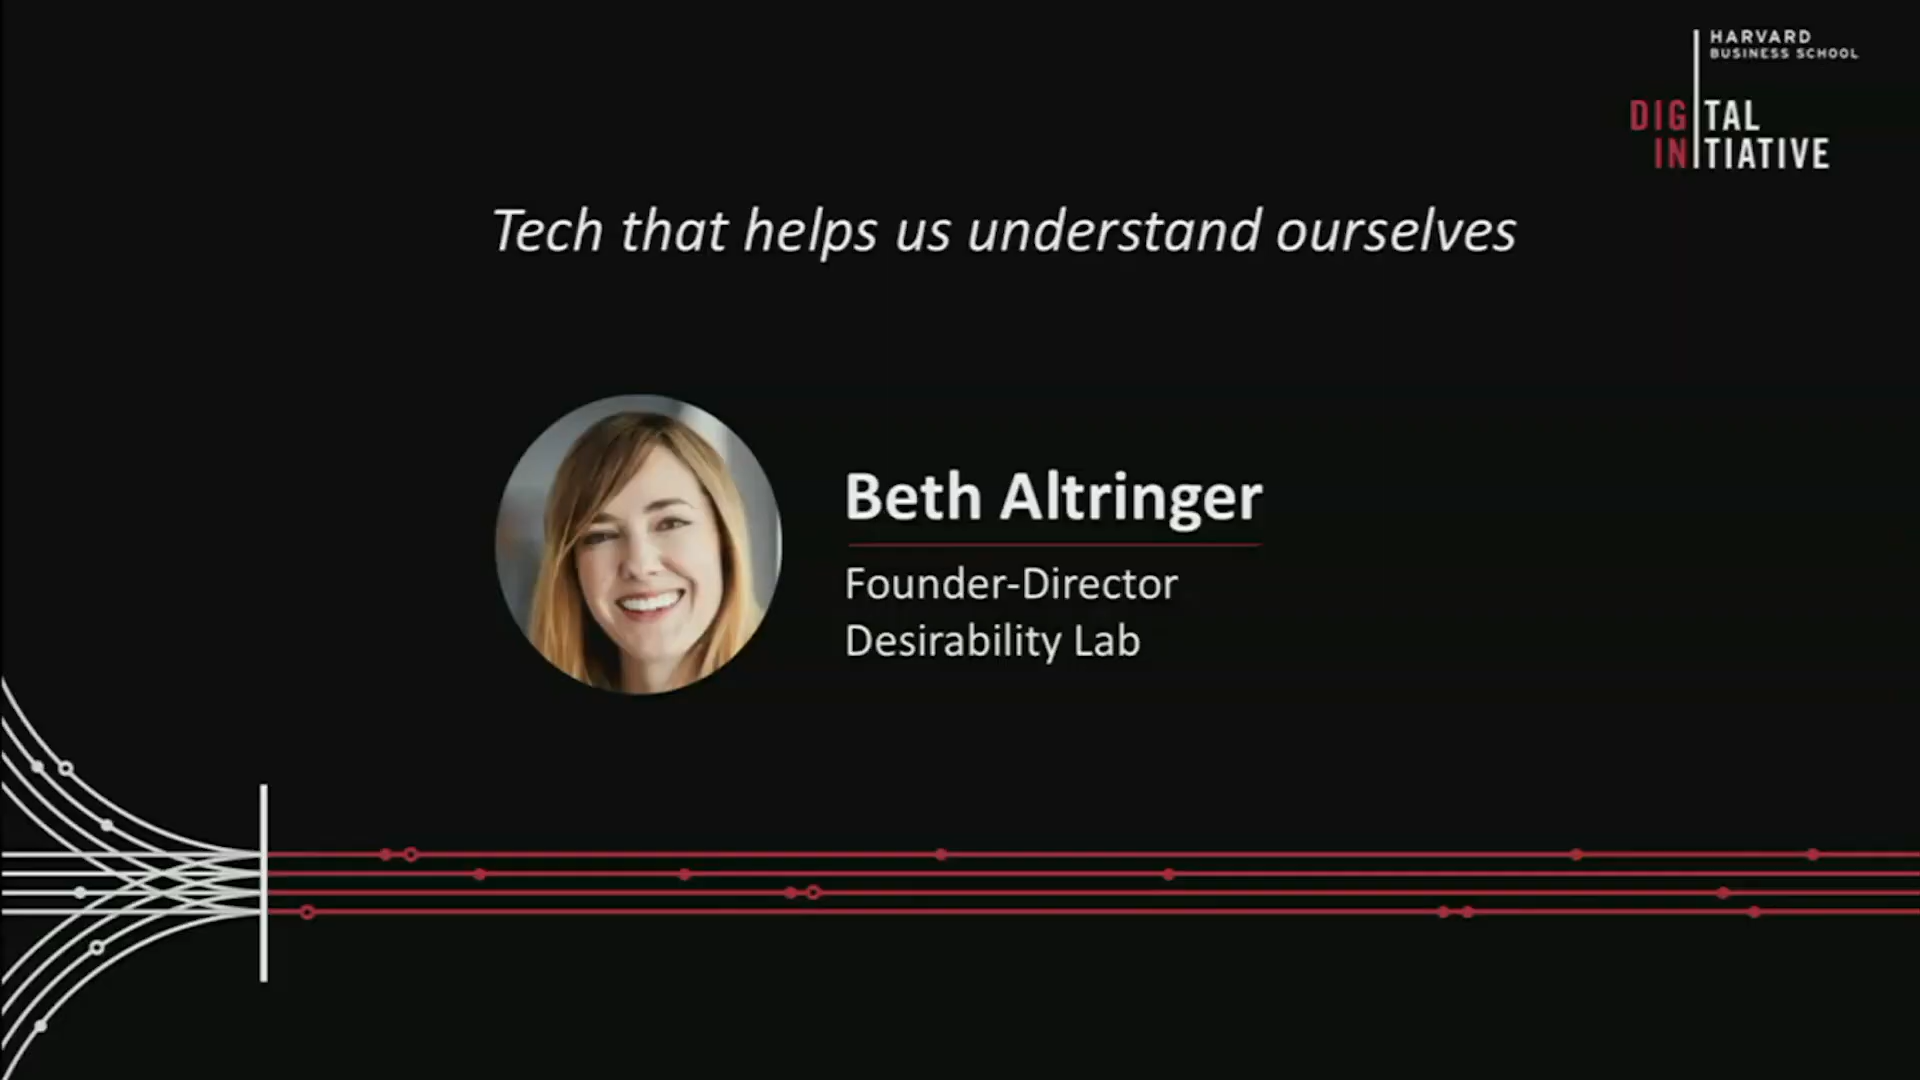 HARVARD
BUSINESS SCHOOL
DIGITAL
INITIATIVE
Tech that helps us understand ourselves
Beth Altringer
Founder-Director
Desirability Lab